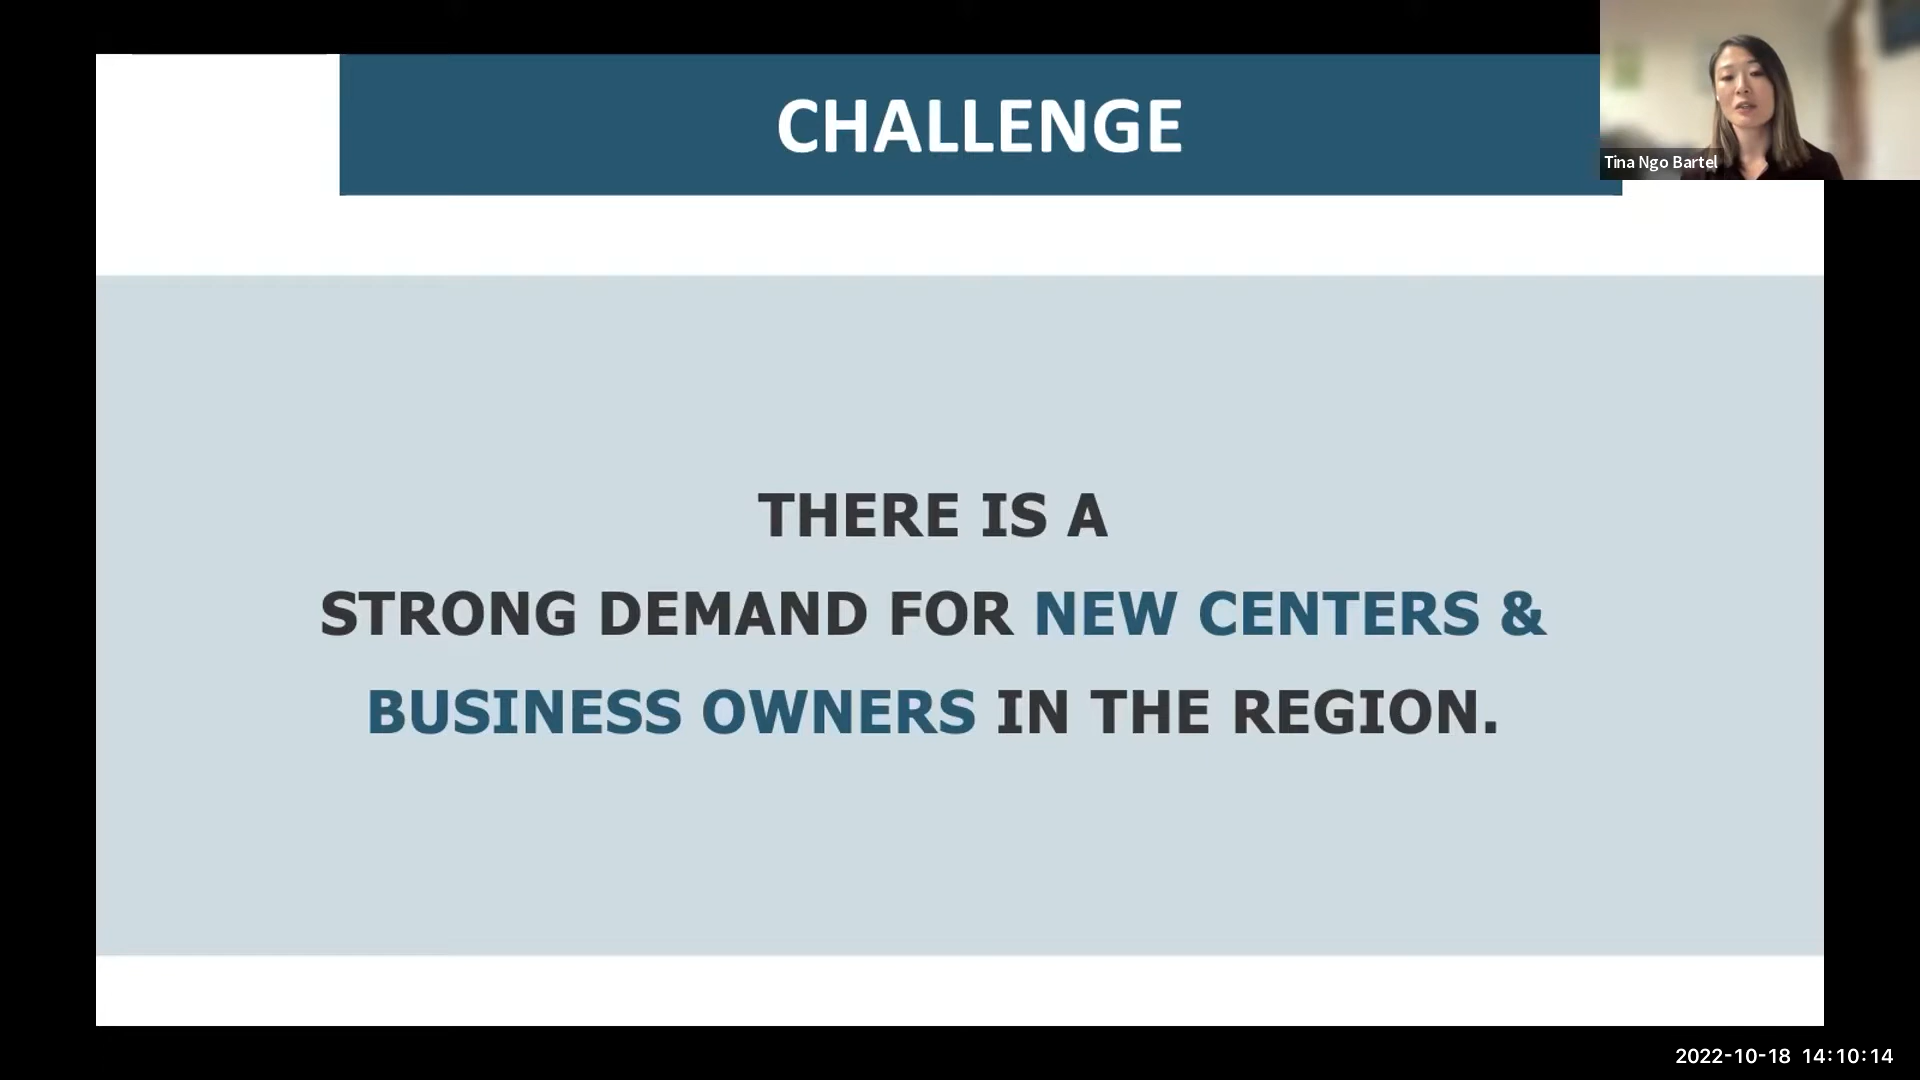 CHALLENGE
Tina Ngo Bartel
THERE IS A
STRONG DEMAND FOR NEW CENTERS &
BUSINESS OWNERS IN THE REGION.
2022-10-18 14:10:14